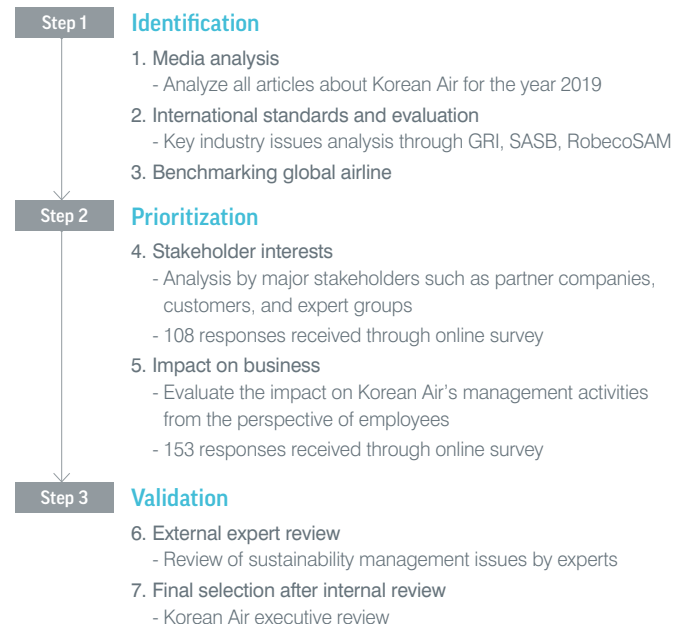 Step 1
Identification
1. Media analysis
- Analyze all articles about Korean Air for the year 2019
2. International standards and evaluation
- Key industry issues analysis through GRI, SASB, RobecoSAM
3. Benchmarking global airline
Step 2
Prioritization
4. Stakeholder interests
- Analysis by major stakeholders such as partner companies,
customers, and expert groups
- 108 responses received through online survey
5. Impact on business
- Evaluate the impact on Korean Air's management activities
from the perspective of employees
- 153 responses received through online survey
Step 3
Validation
6. External expert review
- Review of sustainability management issues by experts
7. Final selection after internal review
- Korean Air executive review